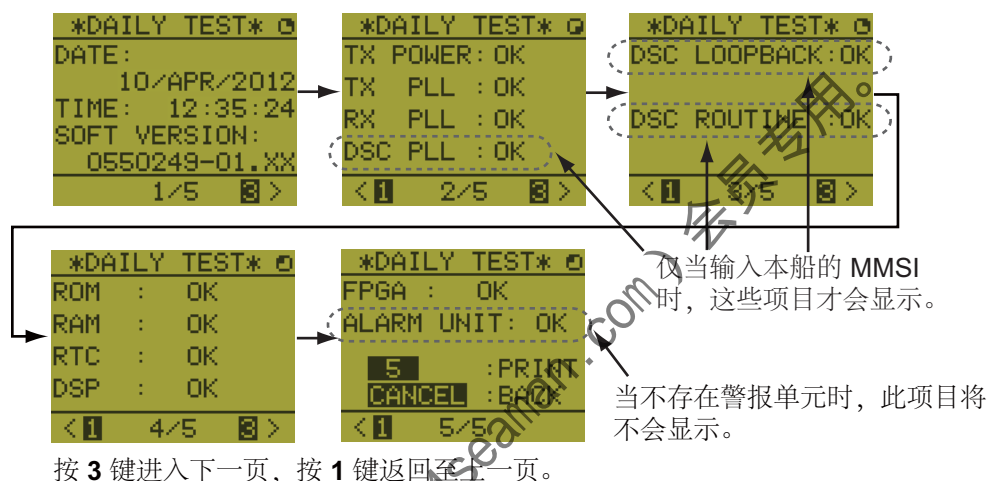 *DAILY TEST*
DATE:
10/APR/2012
TIME: 12:35:24
SOFT VERSION:
0550249-01.XX
1/5 3 >
*DAILY TEST*
TX POWER: OK
TX PLL : OK
RX PLL : OK
DSC PLL : OK
< 1 2/5 3 >
*DAILY TEST*
DSC LOOPBACK:OK
DSC ROUTINE :OK
< 1 3/5 3 >
仅当输入本船的 MMSI
时，这些项目才会显示。
*DAILY TEST*
ROM : OK
RAM : OK
RTC : OK
DSP : OK
< 1 4/5 3 >
*DAILY TEST*
FPGA : OK
ALARM UNIT: OK
5 :PRINT
CANCEL :BACK
< 1 5/5
当不存在警报单元时，此项目将
不会显示。
按 3 键进入下一页，按 1 键返回至上一页。
seaman.com）会员专用。